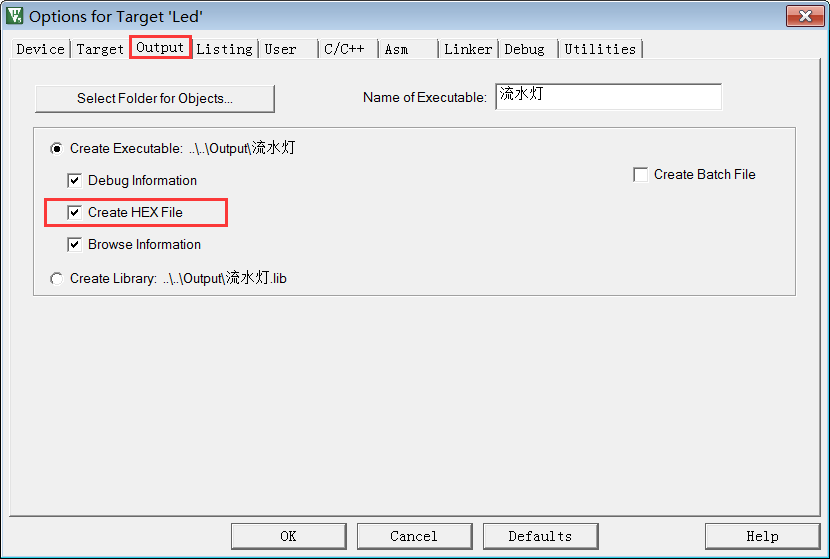 Options for Target 'Led'
Device Target Output Listing User C/C++ Asm Linker Debug Utilities
Select Folder for Objects... Name of Executable: 流水灯
Create Executable: ..\..\Output\流水灯
Debug Information Create Batch File
Create HEX File
Browse Information
Create Library: ..\..\Output\流水灯.lib
OK Cancel Defaults Help